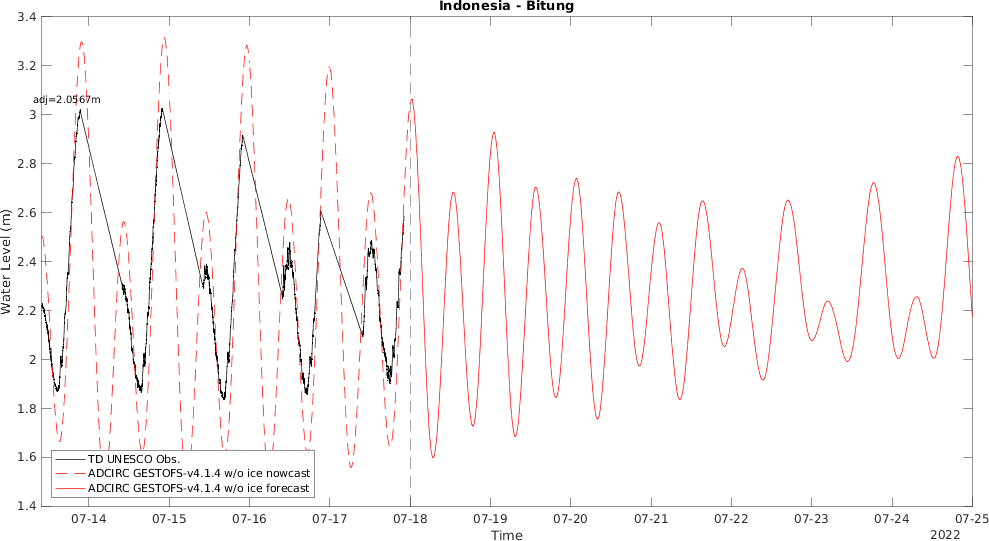 Indonesia - Bitung
3.4
3.2
3
2.8
2.6
2.4
2.2
2
1.8
1.6
1.4
Water Level (m)
adj=2.0567m
TD UNESCO Obs.
ADCIRC GESTOFS-v4.1.4 w/o ice nowcast
ADCIRC GESTOFS-v4.1.4 w/o ice forecast
07-14 07-15 07-16 07-17 07-18 07-19 07-20 07-21 07-22 07-23 07-24 07-25
Time
2022